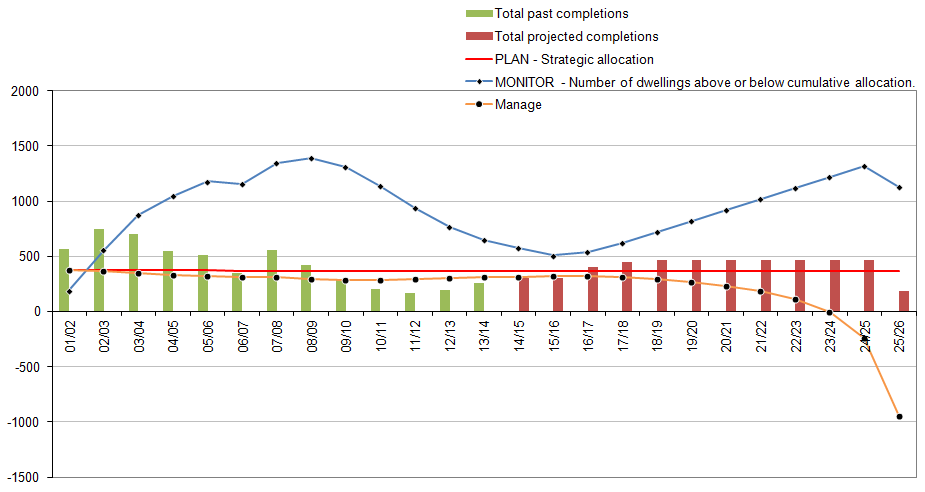 Total past completions
Total projected completions
PLAN - Strategic allocation
MONITOR - Number of dwellings above or below cumulative allocation.
Manage
2000
1500
1000
500
0
-500
-1000
-1500
01/02 02/03 03/04 04/05 05/06 06/07 07/08 08/09 09/10 10/11 11/12 12/13 13/14 14/15 15/16 16/17 17/18 18/19 19/20 20/21 21/22 22/23 23/24 24/25 25/26